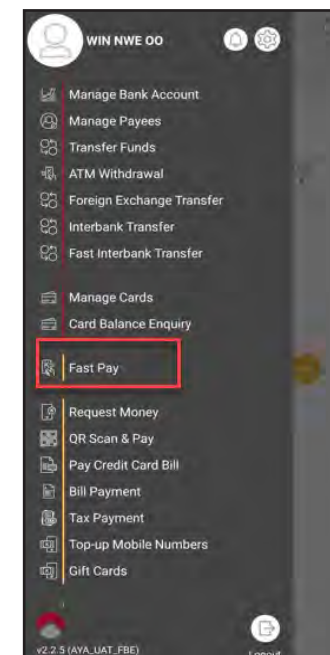 WIN NWE OO
Manage Bank Account
Manage Payees
Transfer Funds
ATM Withdrawal
Foreign Exchange Transfer
Interbank Transfer
Fast Interbank Transfer
Manage Cards
Card Balance Enquiry
Fast Pay
Request Money
QR Scan & Pay
Pay Credit Card Bill
Bill Payment
Tax Payment
Top-up Mobile Numbers
Gift Cards
v2.2.5 (AYA_UAT_FBE)
Logout